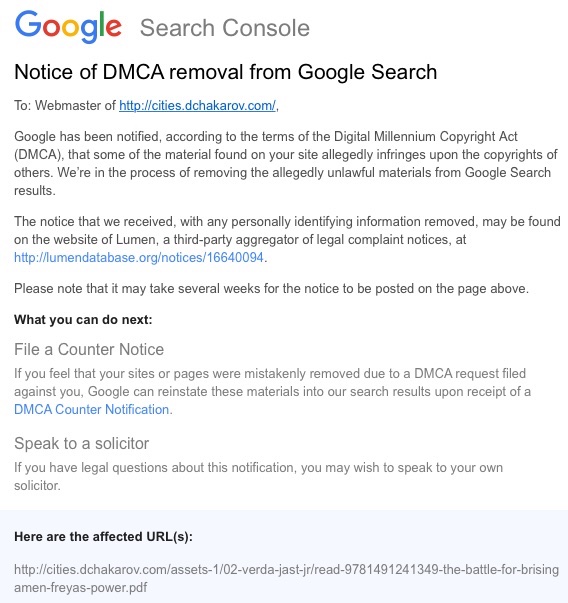 Google Search Console
Notice of DMCA removal from Google Search
To: Webmaster of http://cities.dchakarov.com/,
Google has been notified, according to the terms of the Digital Millennium Copyright Act
(DMCA), that some of the material found on your site allegedly infringes upon the copyrights of
others. We're in the process of removing the allegedly unlawful materials from Google Search
results.
The notice that we received, with any personally identifying information removed, may be found
on the website of Lumen, a third-party aggregator of legal complaint notices, at
http://lumendatabase.org/notices/16640094.
Please note that it may take several weeks for the notice to be posted on the page above.
What you can do next:
File a Counter Notice
If you feel that your sites or pages were mistakenly removed due to a DMCA request filed
against you, Google can reinstate these materials into our search results upon receipt of a
DMCA Counter Notification.
Speak to a solicitor
If you have legal questions about this notification, you may wish to speak to your own
solicitor.
Here are the affected URL(s):
http://cities.dchakarov.com/assets-1/02-verda-jast-jr/read-9781491241349-the-battle-for-brising
amen-freyas-power.pdf